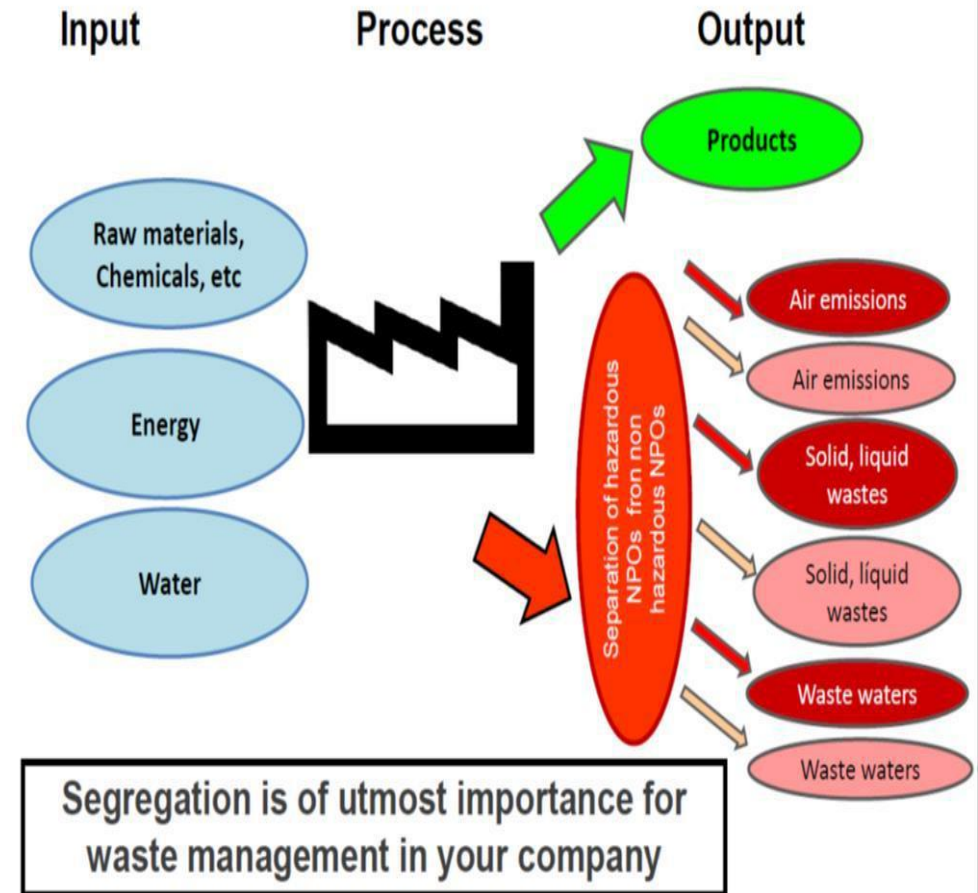 Input
Process
Output
Products
Raw materials,
Chemicals, etc
Energy
Water
Separation of hazardous
NPOs fron non
hazardous NPOs
Air emissions
Air emissions
Solid, liquid
wastes
Solid, líquid
wastes
Waste waters
Waste waters
Segregation is of utmost importance for
waste management in your company